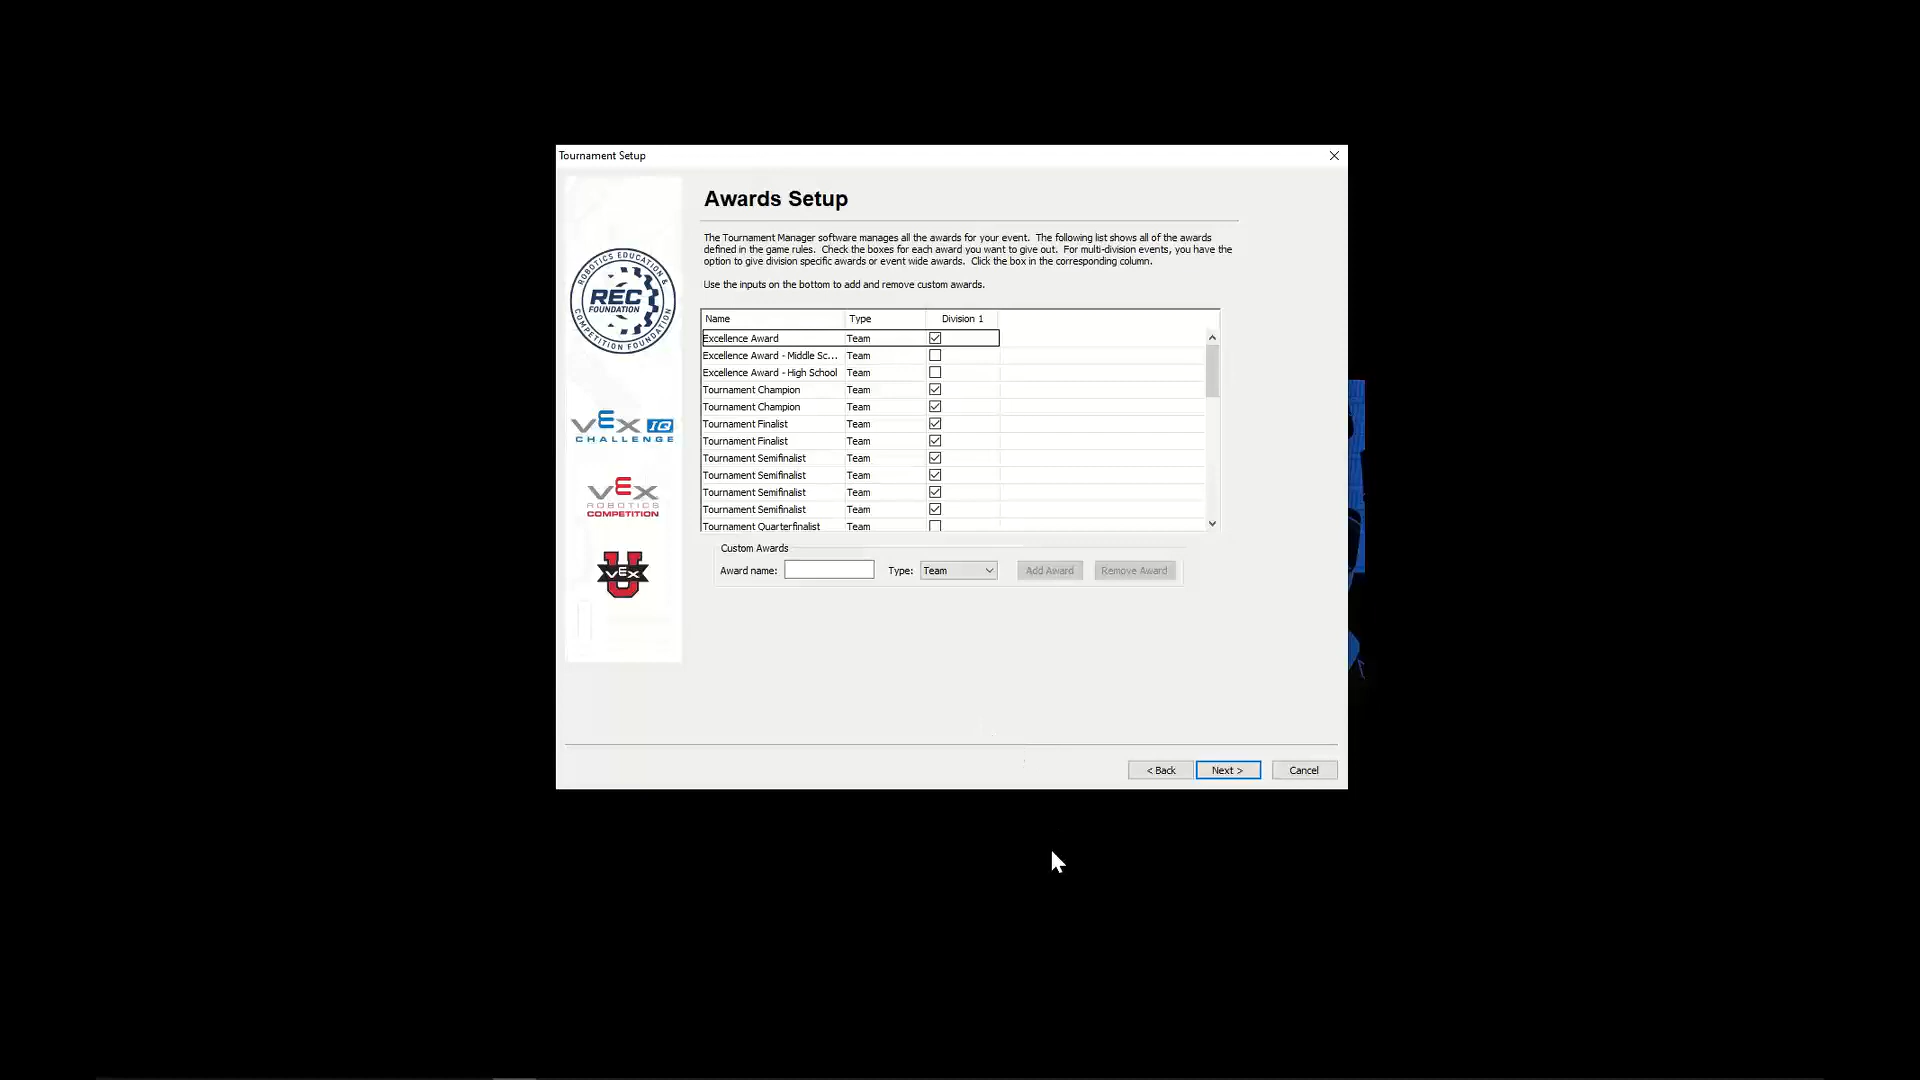 Tournament Setup
Awards Setup
The Tournament Manager software manages all the awards for your event. The following list shows all of the awards
defined in the game rules. Check the boxes for each award you want to give out. For multi-division events, you have the
option to give division specific awards or event wide awards. Click the box in the corresponding column.
Use the inputs on the bottom to add and remove custom awards.
Name Type Division 1
Excellence Award Team
Excellence Award - Middle Sc... Team
Excellence Award - High School Team
Tournament Champion Team
Tournament Champion Team
Tournament Finalist Team
Tournament Finalist Team
Tournament Semifinalist Team
Tournament Semifinalist Team
Tournament Semifinalist Team
Tournament Semifinalist Team
Tournament Quarterfinalist Team
Custom Awards
Award name: Type: Team Add Award Remove Award
< Back Next > Cancel
ROBOTICS EDUCATION &
REC
FOUNDATION
COMPETITION FOUNDATION
VEX IQ
CHALLENGE
VEX
ROBOTICS
COMPETITION
VEX
U